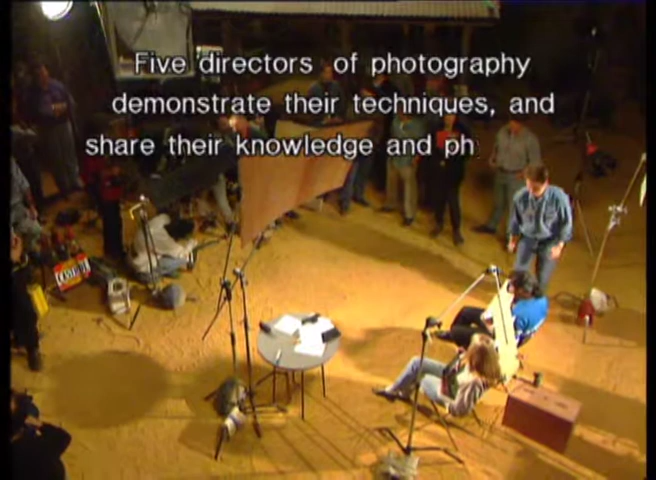 Five directors of photography
demonstrate their techniques, and
share their knowledge and ph